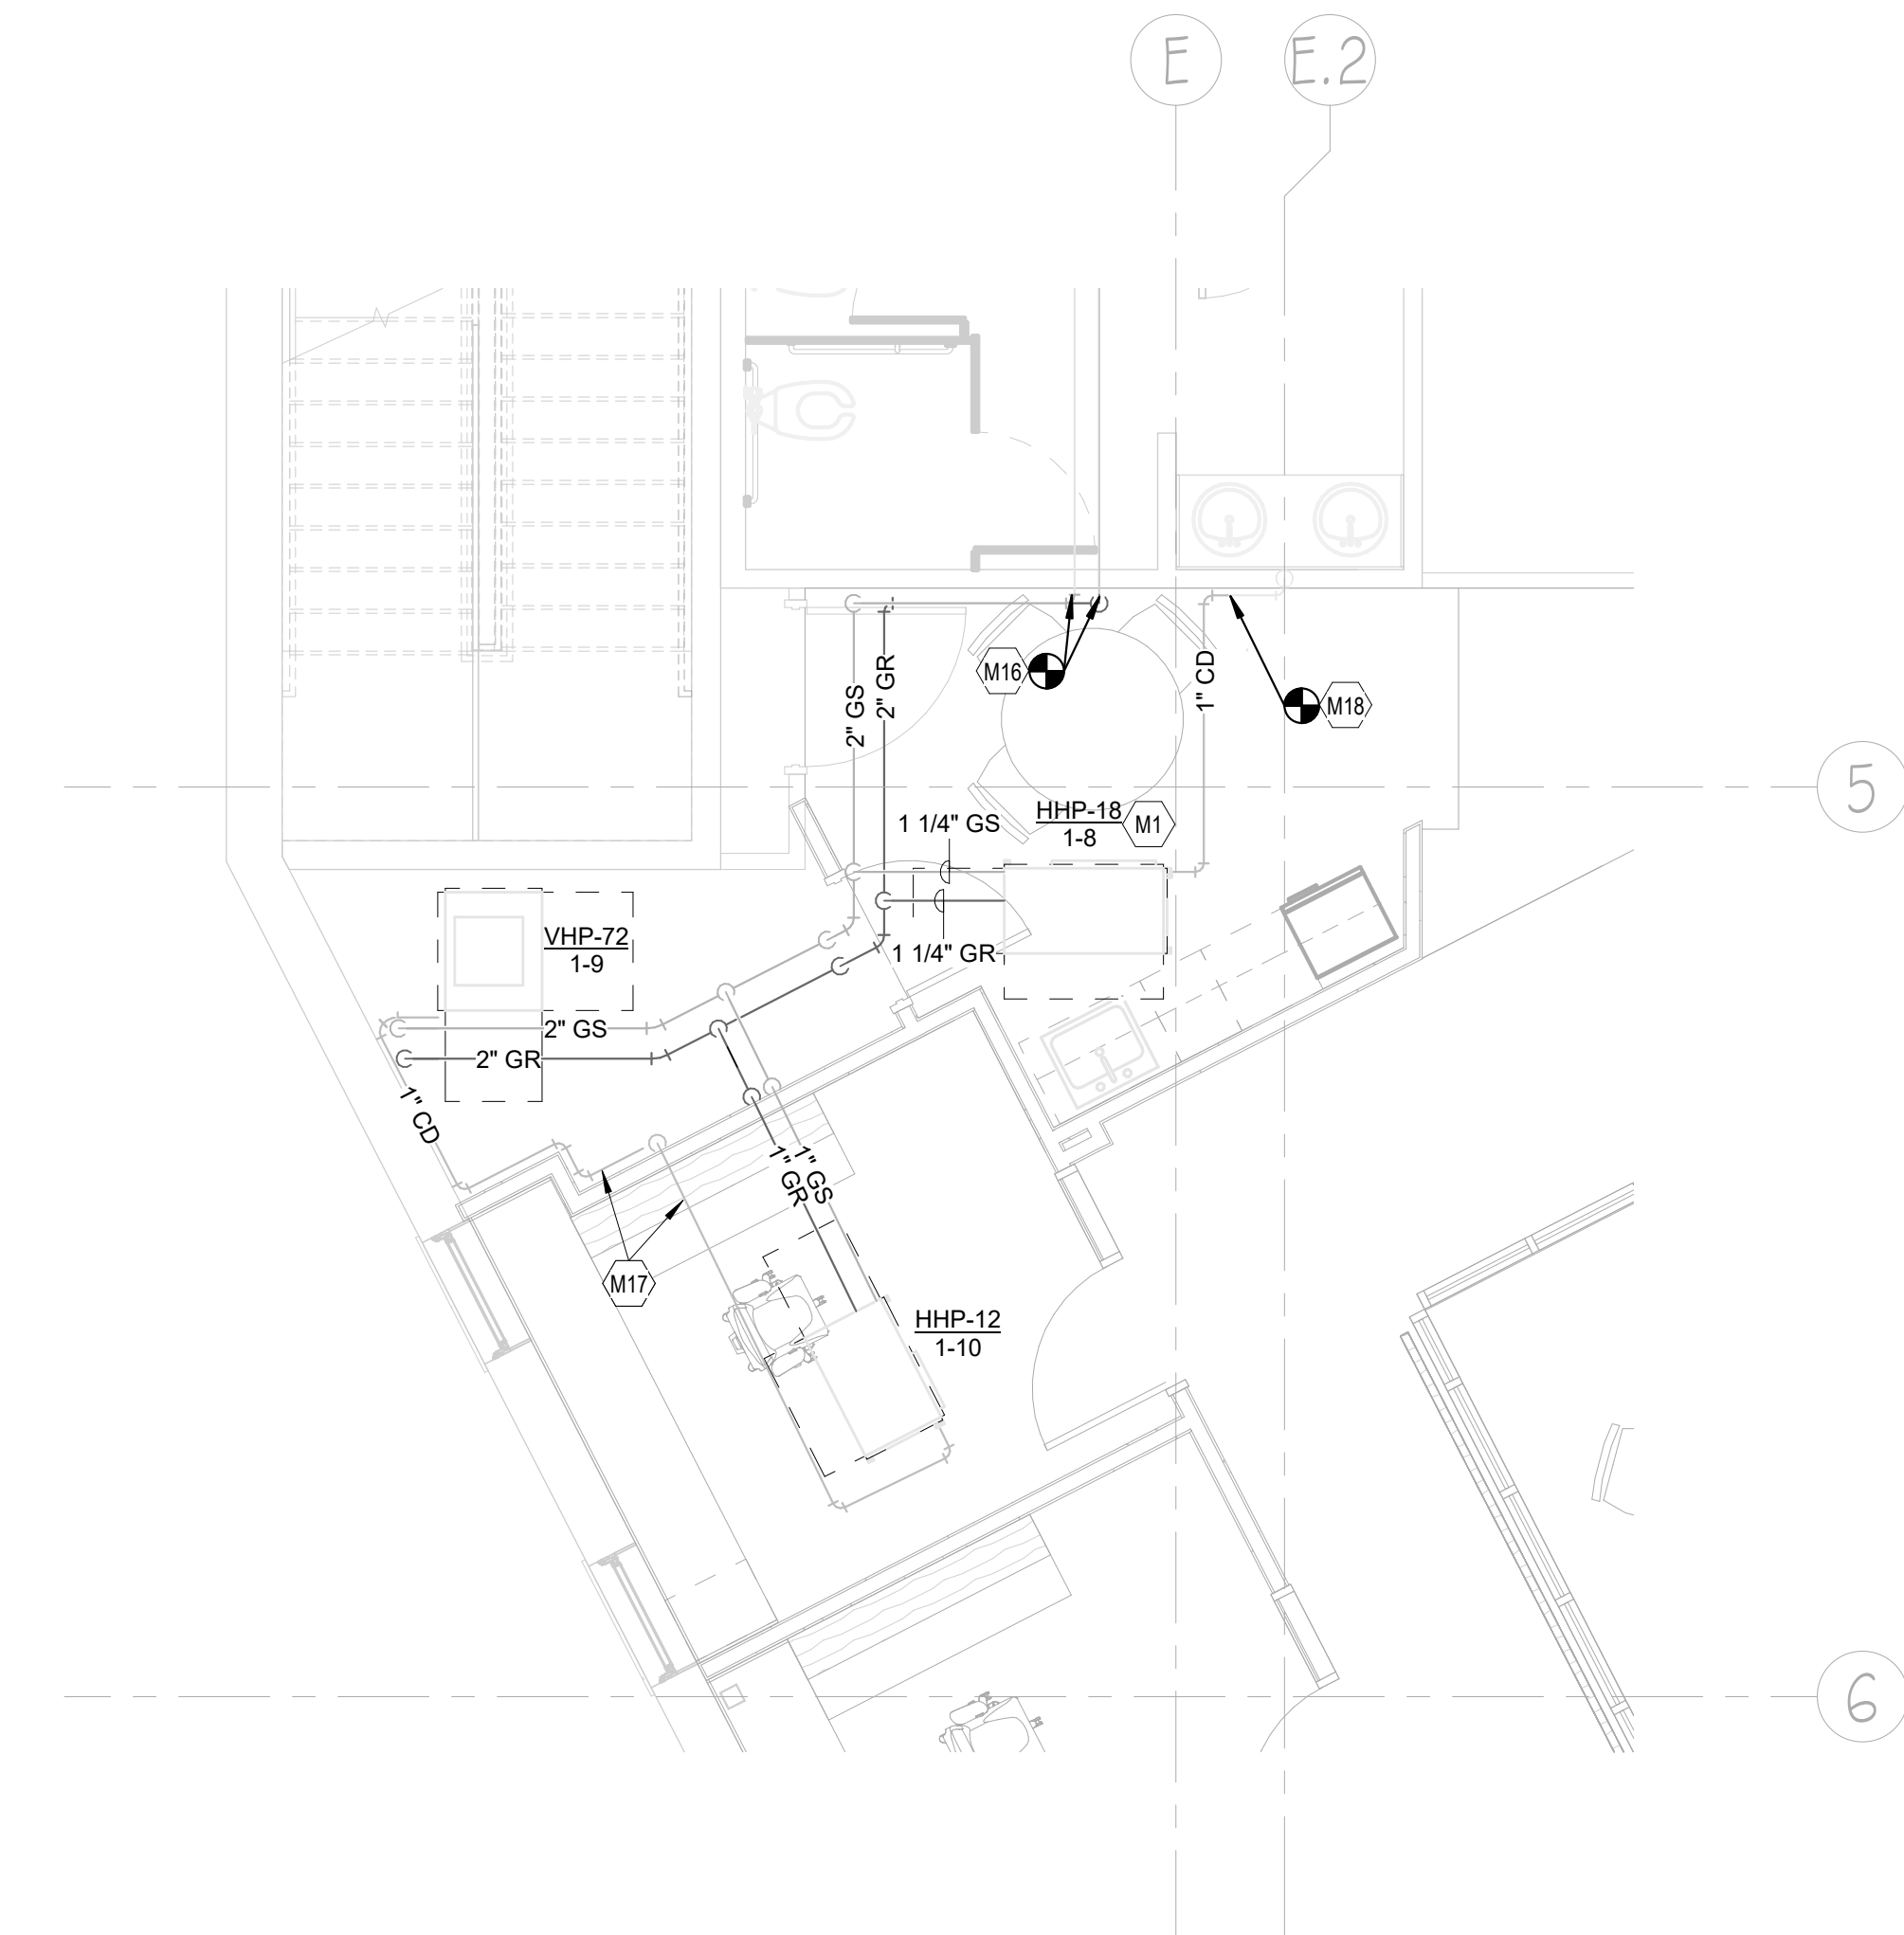 E
E.2
2" GS
2" GR
M16
1" CD
M18
5
1 1/4" GS
HHP-18
1-8
M1
VHP-72
1-9
1 1/4" GR
2" GS
2" GR
1" CD
1" GR
1" GS
M17
HHP-12
1-10
6